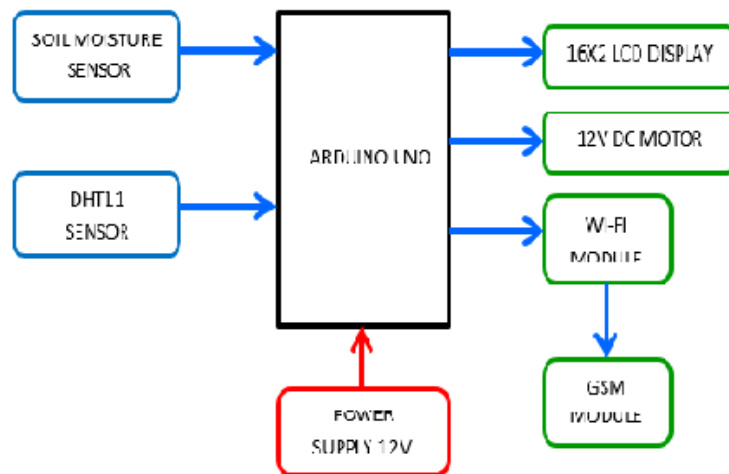 SOIL MOISTURE
SENSOR
16X2 LCD DISPLAY
12V DC MOTOR
ARDUINO UNO
DHT11
SENSOR
WI-FI
MODULE
GSM
MODULE
POWER
SUPPLY 12V